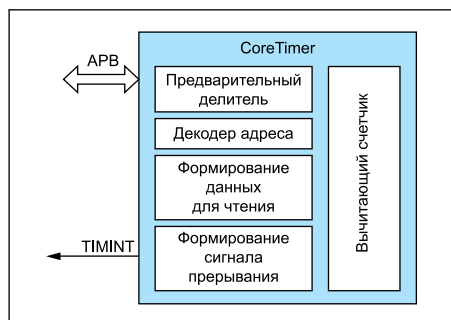 CoreTimer
APB
Предварительный
делитель
Декодер адреса
Формирование
данных
для чтения
Формирование
сигнала
прерывания
Вычитающий счетчик
TIMINT